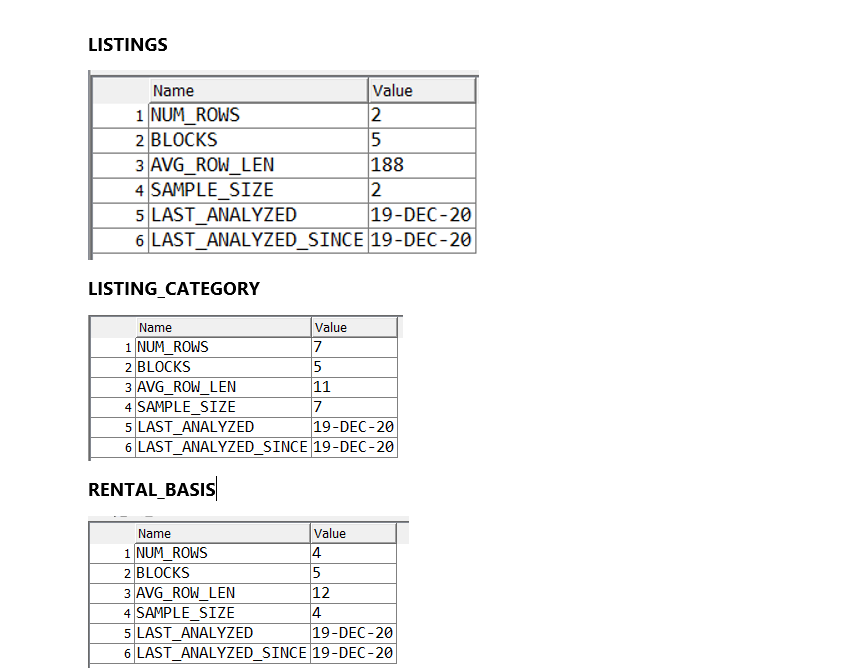 LISTINGS
Name Value
1 NUM_ROWS 2
2 BLOCKS 5
3 AVG_ROW_LEN 188
4 SAMPLE_SIZE 2
5 LAST_ANALYZED 19-DEC-20
6 LAST_ANALYZED_SINCE 19-DEC-20
LISTING_CATEGORY
Name Value
1 NUM_ROWS 7
2 BLOCKS 5
3 AVG_ROW_LEN 11
4 SAMPLE_SIZE 7
5 LAST_ANALYZED 19-DEC-20
6 LAST_ANALYZED_SINCE 19-DEC-20
RENTAL_BASIS
Name Value
1 NUM_ROWS 4
2 BLOCKS 5
3 AVG_ROW_LEN 12
4 SAMPLE_SIZE 4
5 LAST_ANALYZED 19-DEC-20
6 LAST_ANALYZED_SINCE 19-DEC-20